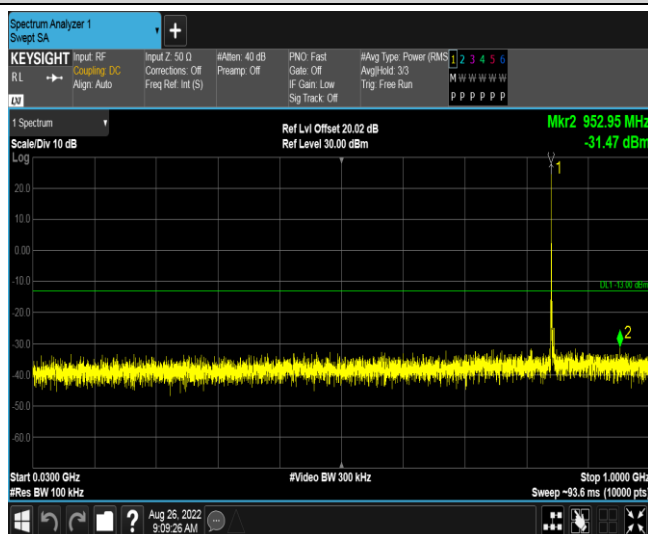 Spectrum Analyzer 1
Swept SA
+
KEYSIGHT
RL
LXI
Input: RF
Coupling: DC
Align: Auto
Input Z: 50 Ω
Corrections: Off
Freq Ref: Int (S)
#Atten: 40 dB
Preamp: Off
PNO: Fast
Gate: Off
IF Gain: Low
Sig Track: Off
#Avg Type: Power (RMS
Avg|Hold: 3/3
Trig: Free Run
1 2 3 4 5 6
M W W W W W
P P P P P P
1 Spectrum
Scale/Div 10 dB
Log
Ref Lvl Offset 20.02 dB
Ref Level 30.00 dBm
Mkr2 952.95 MHz
-31.47 dBm
1
20.0
10.0
0.00
-10.0
DL1 -13.00 dBm
-20.0
-30.0
2
-40.0
-50.0
-60.0
Start 0.0300 GHz
#Res BW 100 kHz
#Video BW 300 kHz
Stop 1.0000 GHz
Sweep ~93.6 ms (10000 pts)
?
Aug 26, 2022
9:09:26 AM